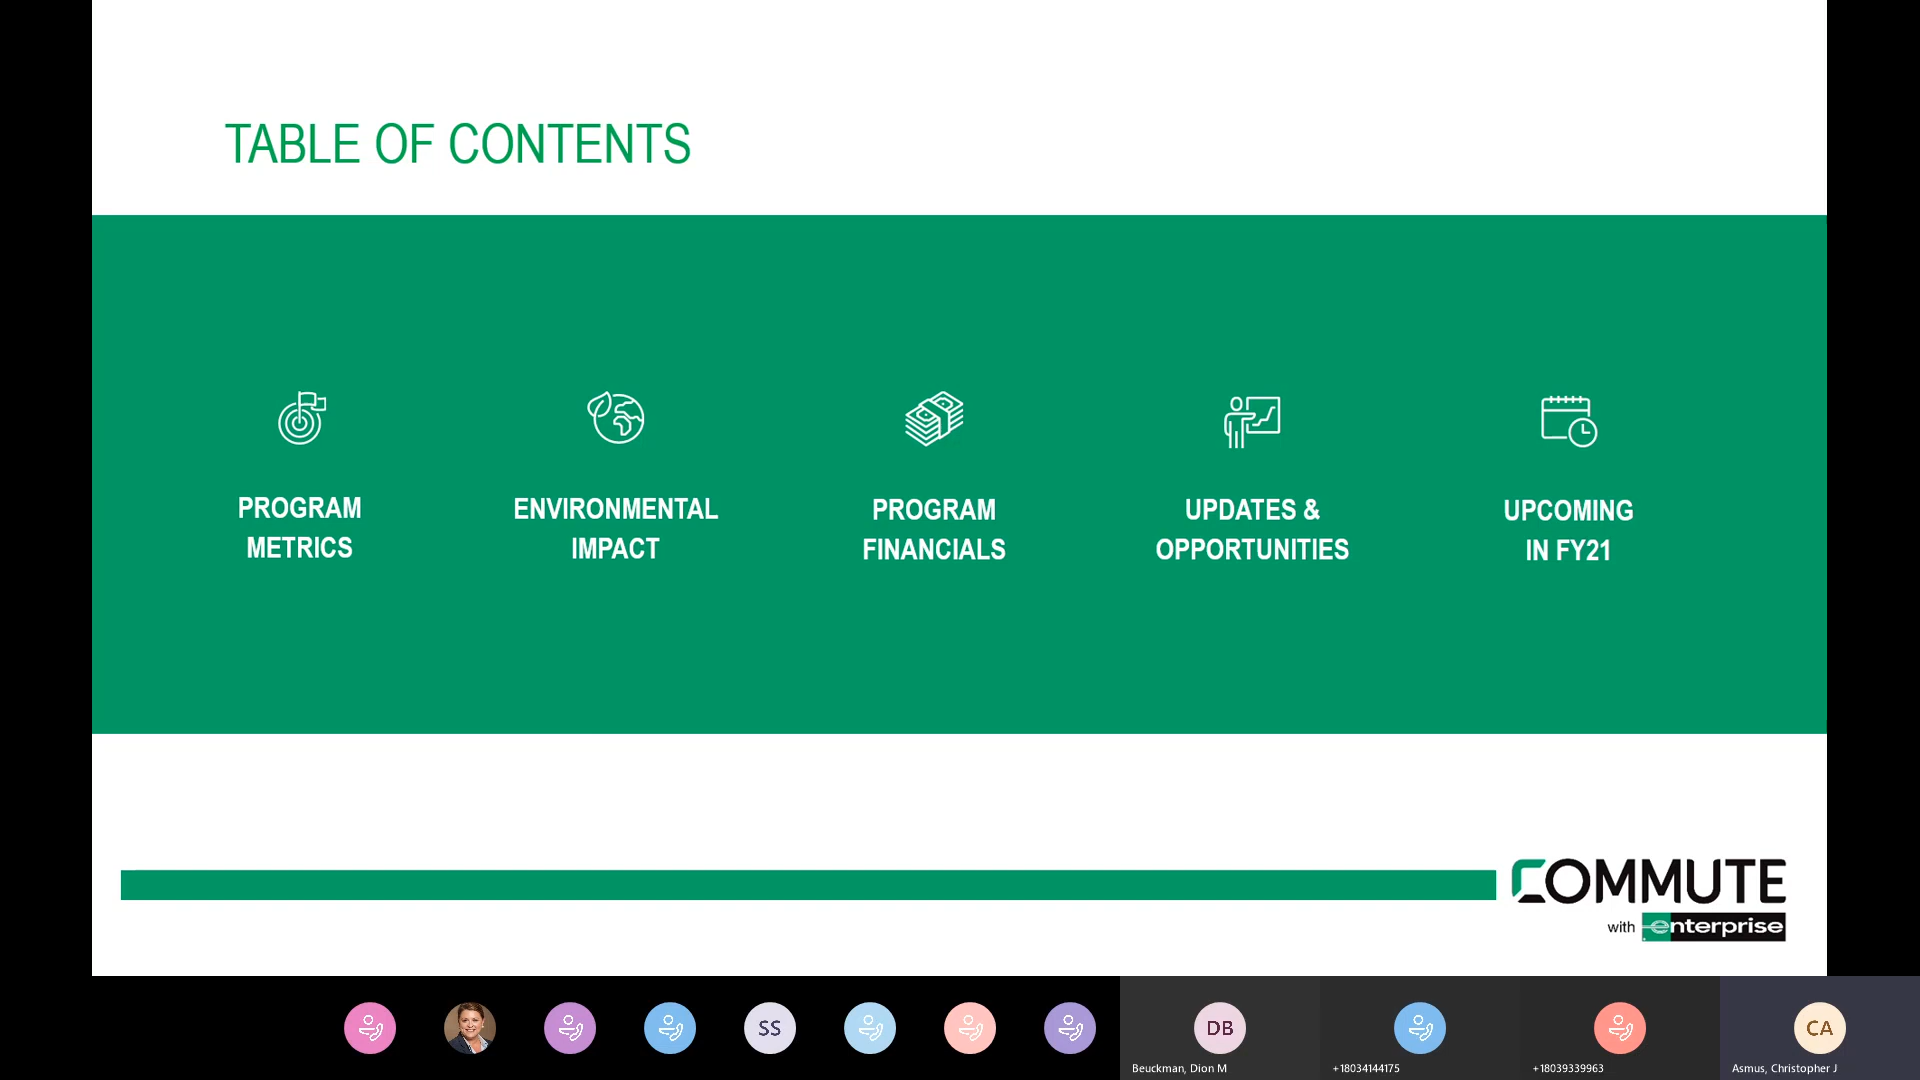 TABLE OF CONTENTS
PROGRAM
METRICS
ENVIRONMENTAL
IMPACT
PROGRAM
FINANCIALS
UPDATES &
OPPORTUNITIES
UPCOMING
IN FY21
COMMUTE
with enterprise
SS
DB
CA
Beuckman, Dion M
+18034144175
+18039339963
Asmus, Christopher J